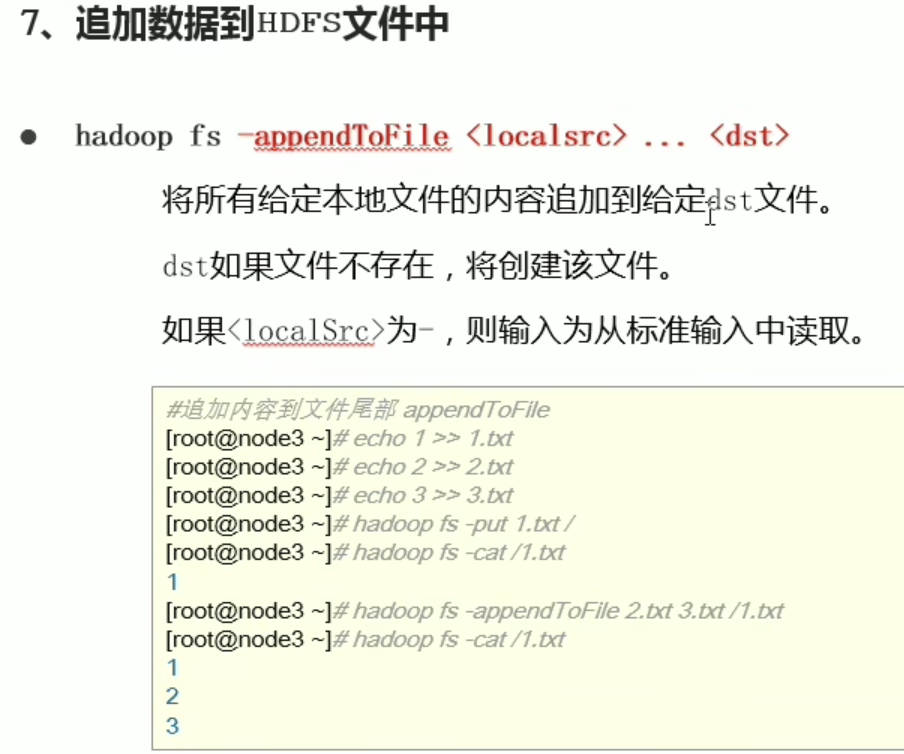 7、追加数据到HDFS文件中
● hadoop fs -appendToFile <localsrc> ... <dst>
将所有给定本地文件的内容追加到给定dst文件。
dst如果文件不存在，将创建该文件。
如果<localSrc>为-，则输入为从标准输入中读取。
#追加内容到文件尾部 appendToFile
[root@node3 ~]# echo 1 >> 1.txt
[root@node3 ~]# echo 2 >> 2.txt
[root@node3 ~]# echo 3 >> 3.txt
[root@node3 ~]# hadoop fs -put 1.txt /
[root@node3 ~]# hadoop fs -cat /1.txt
1
[root@node3 ~]# hadoop fs -appendToFile 2.txt 3.txt /1.txt
[root@node3 ~]# hadoop fs -cat /1.txt
1
2
3